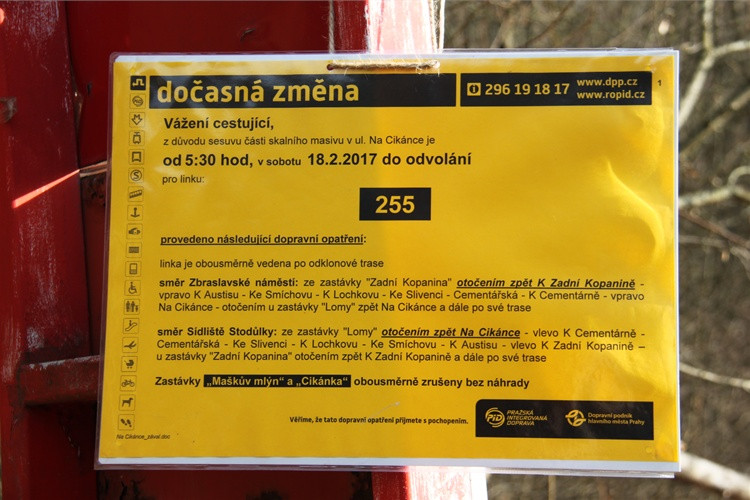 dočasná změna
296 19 18 17 www.dpp.cz
www.ropid.cz
1
Vážení cestující,
z důvodu sesuvu části skalního masivu v ul. Na Cikánce je
od 5:30 hod, v sobotu 18.2.2017 do odvolání
pro linku:
255
provedeno následující dopravní opatření:
linka je obousměrně vedena po odklonové trase
směr Zbraslavské náměstí: ze zastávky "Zadní Kopanina" otočením zpět K Zadní Kopanině -
vpravo K Austisu - Ke Smíchovu - K Lochkovu - Ke Slivenci - Cementářská - K Cementárně - vpravo
Na Cikánce - otočením u zastávky "Lomy" zpět Na Cikánce a dále po své trase
směr Sídliště Stodůlky: ze zastávky "Lomy" otočením zpět Na Cikánce - vlevo K Cementárně -
Cementářská - Ke Slivenci - K Lochkovu - Ke Smíchovu - K Austisu - vlevo K Zadní Kopanině –
u zastávky "Zadní Kopanina" otočením zpět K Zadní Kopanině a dále po své trase
Zastávky „Maškův mlýn“ a „Cikánka“ obousměrně zrušeny bez náhrady
Věříme, že tato dopravní opatření přijmete s pochopením.
PID PRAŽSKÁ
INTEGROVANÁ
DOPRAVA
Dopravní podnik
hlavního města Prahy
Na Cikánce_zával.doc